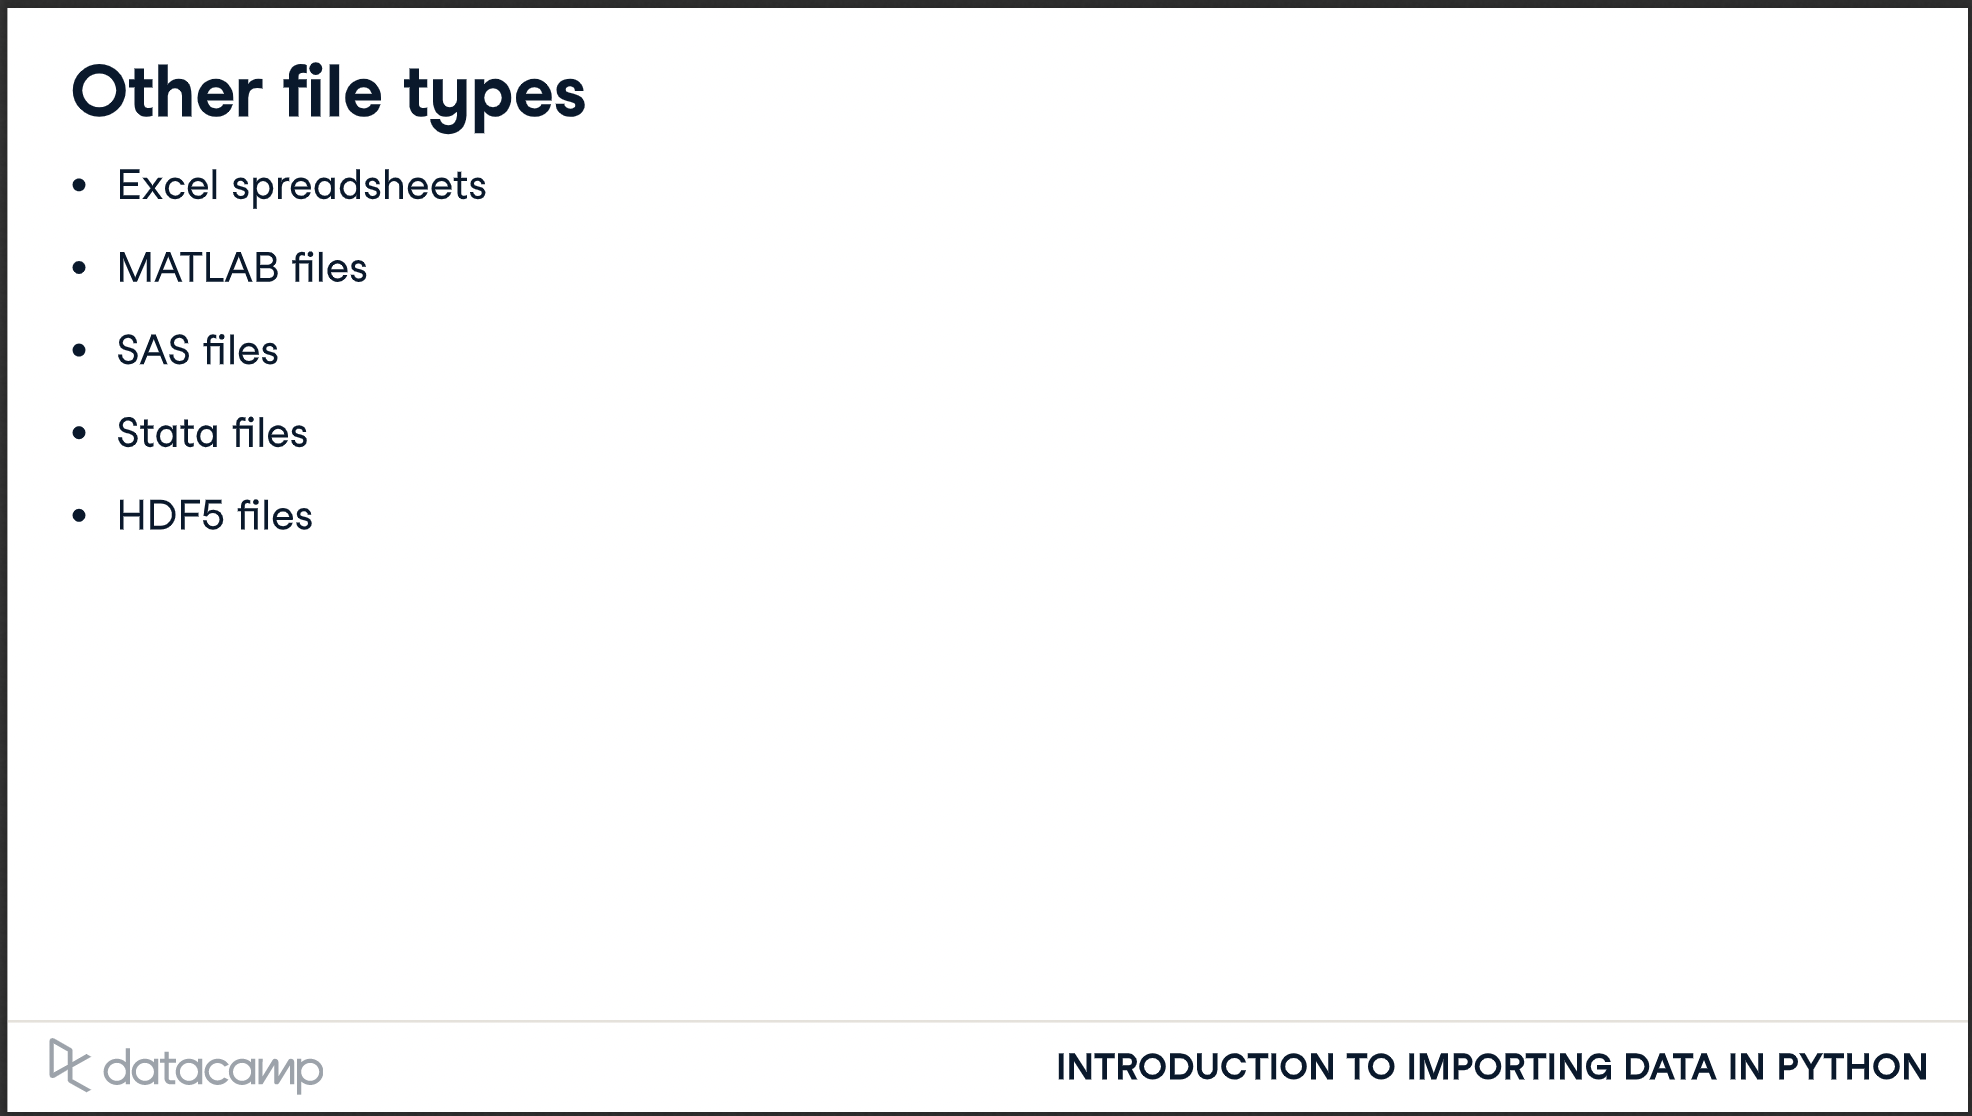 Other file types
• Excel spreadsheets
• MATLAB files
• SAS files
• Stata files
• HDF5 files
datacamp
INTRODUCTION TO IMPORTING DATA IN PYTHON